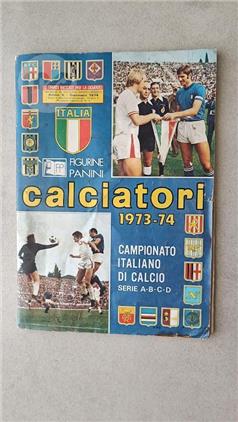 ITALIA
FIGURINE
PANINI
calciatori
1973-74
CAMPIONATO
ITALIANO
DI CALCIO
SERIE A-B-C-D